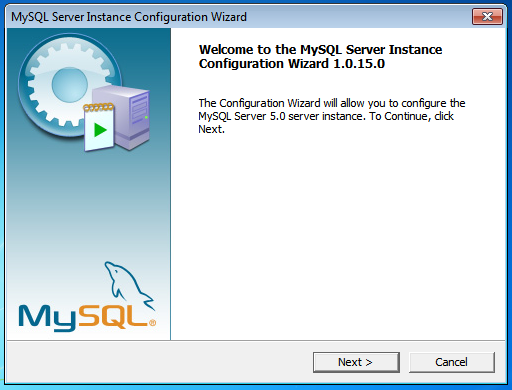 MySQL Server Instance Configuration Wizard
Welcome to the MySQL Server Instance
Configuration Wizard 1.0.15.0
The Configuration Wizard will allow you to configure the
MySQL Server 5.0 server instance. To Continue, click
Next.
MySQL®
Next >
Cancel